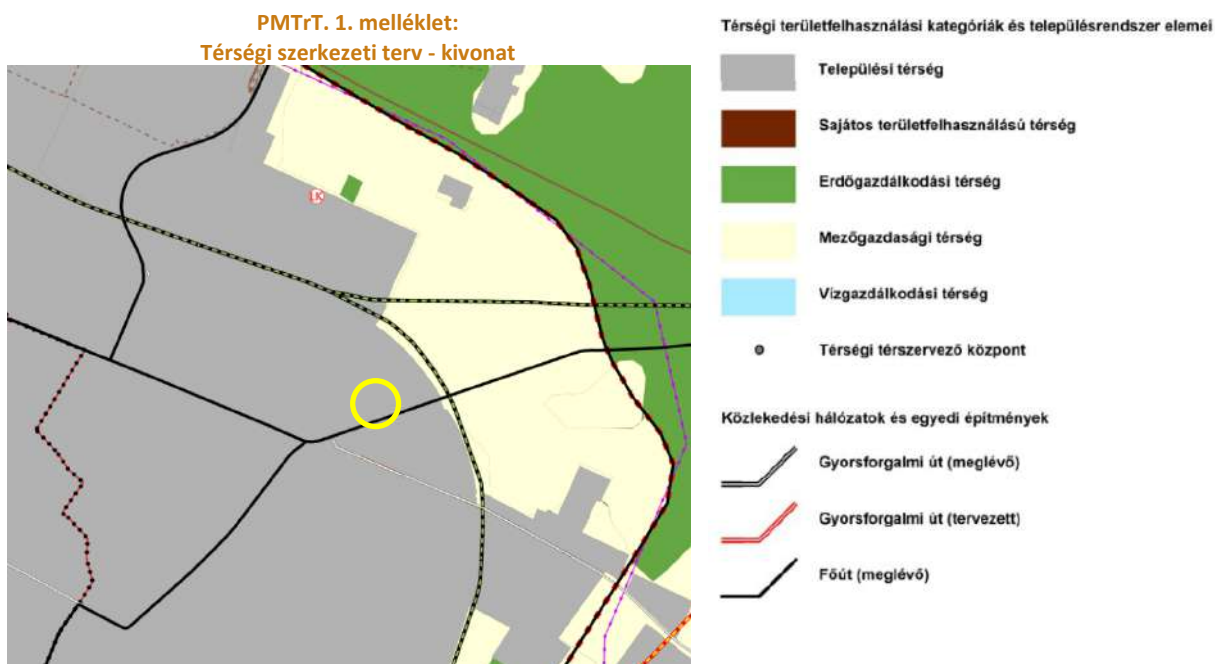 PMTrT. 1. melléklet:
Térségi szerkezeti terv - kivonat
LK
Térségi területfelhasználási kategóriák és településrendszer elemei
Települési térség
Sajátos területfelhasználású térség
Erdőgazdálkodási térség
Mezőgazdasági térség
Vízgazdálkodási térség
Térségi térszervező központ
Közlekedési hálózatok és egyedi építmények
Gyorsforgalmi út (meglévő)
Gyorsforgalmi út (tervezett)
Főút (meglévő)